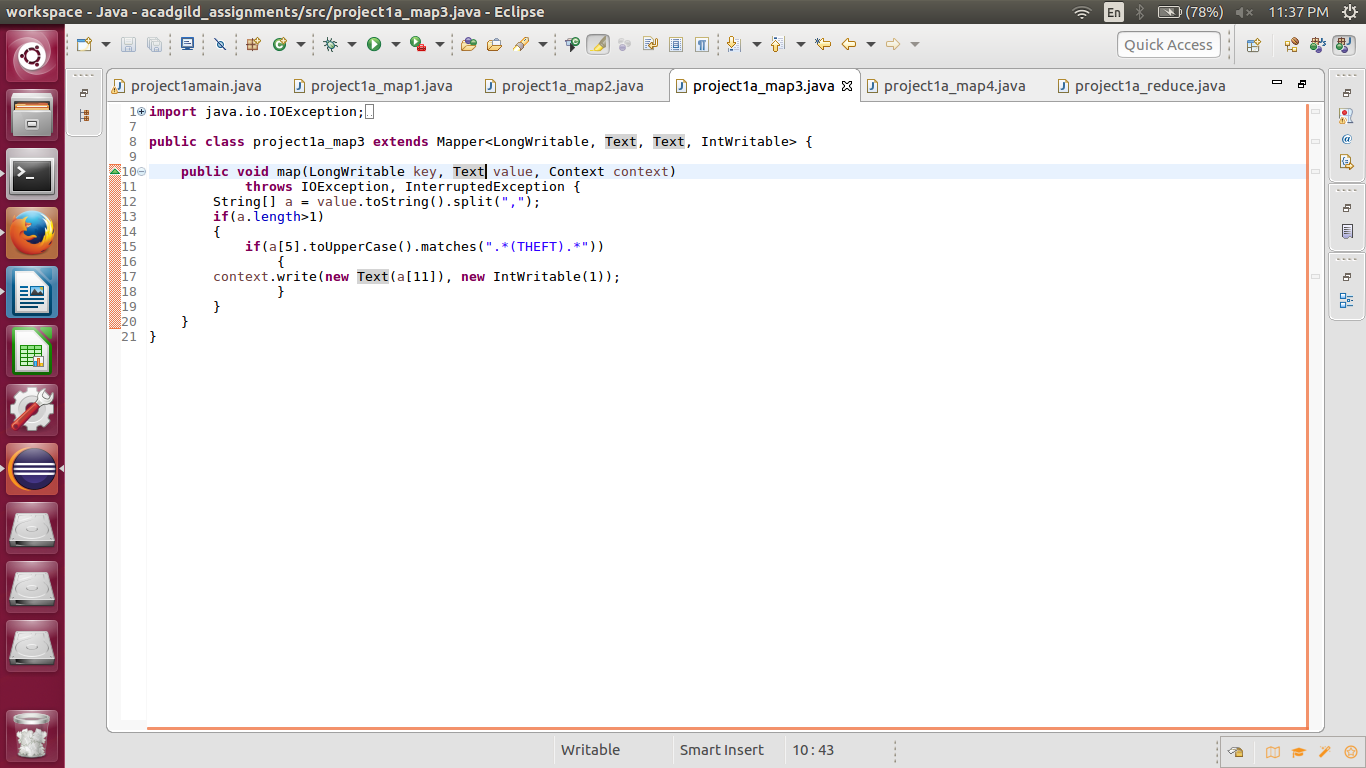 workspace - Java - acadgild_assignments/src/project1a_map3.java - Eclipse
En
(78%)
11:37 PM
Quick Access
project1amain.java
project1a_map1.java
project1a_map2.java
project1a_map3.java
project1a_map4.java
project1a_reduce.java
1 import java.io.IOException;
7
8 public class project1a_map3 extends Mapper<LongWritable, Text, Text, IntWritable> {
9
10     public void map(LongWritable key, Text value, Context context)
11             throws IOException, InterruptedException {
12         String[] a = value.toString().split(",");
13         if(a.length>1)
14         {
15             if(a[5].toUpperCase().matches(".*(THEFT).*"))
16                 {
17         context.write(new Text(a[11]), new IntWritable(1));
18                 }
19         }
20     }
21 }
Writable
Smart Insert
10 : 43